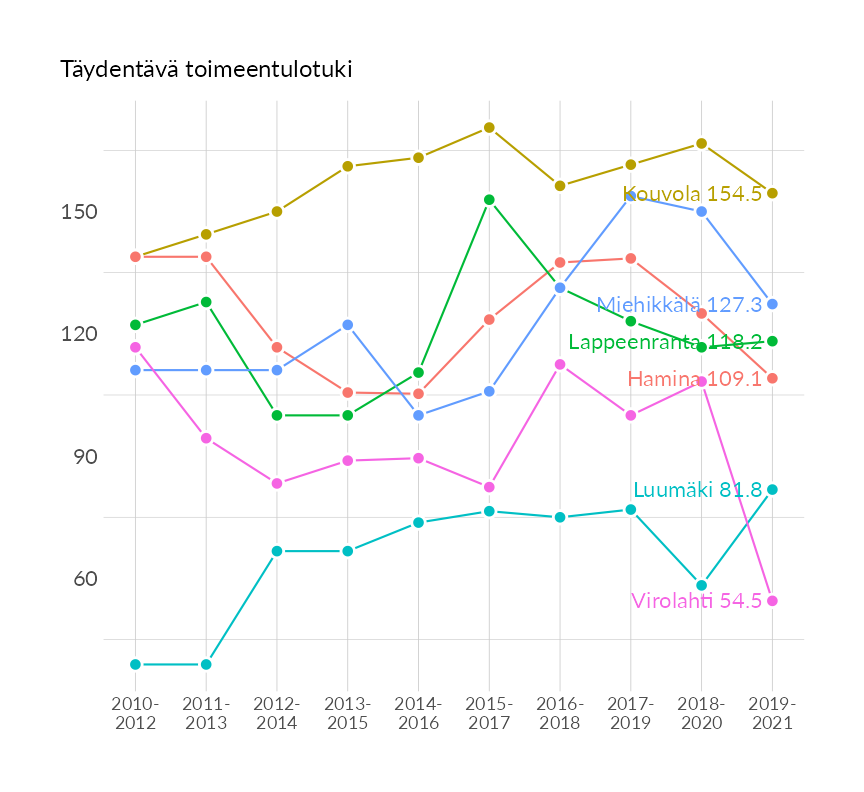 Täydentävä toimeentulotuki
150
120
90
60
Kouvola 154.5
Miehikkälä 127.3
Lappeenranta 118.2
Hamina 109.1
Luumäki 81.8
Virolahti 54.5
2010- 2011- 2012- 2013- 2014- 2015- 2016- 2017- 2018- 2019-
2012 2013 2014 2015 2016 2017 2018 2019 2020 2021